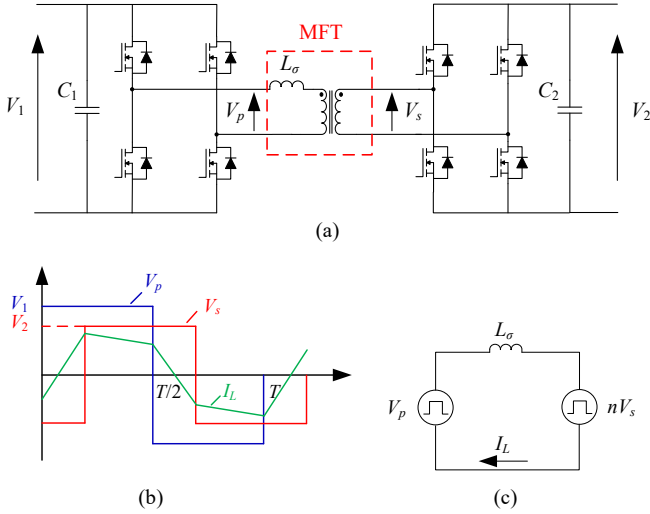 MFT
Lσ
V1
C1
Vp
Vs
C2
V2
(a)
V1
Vp
V2
Vs
T/2
T
IL
(b)
Lσ
Vp
nVs
IL
(c)